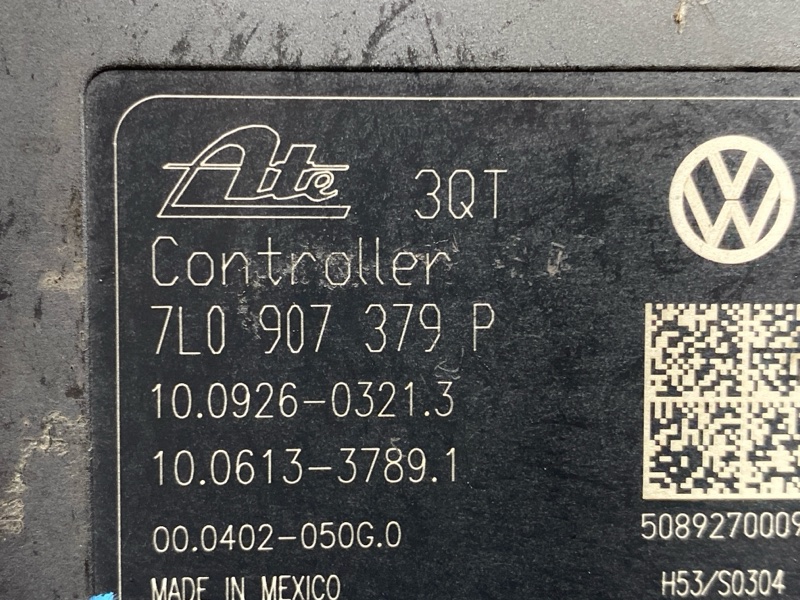 Ate 3QT
Controller
7L0 907 379 P
10.0926-0321.3
10.0613-3789.1
00.0402-050G.0
5089270009
MADE IN MEXICO
H53/S0304